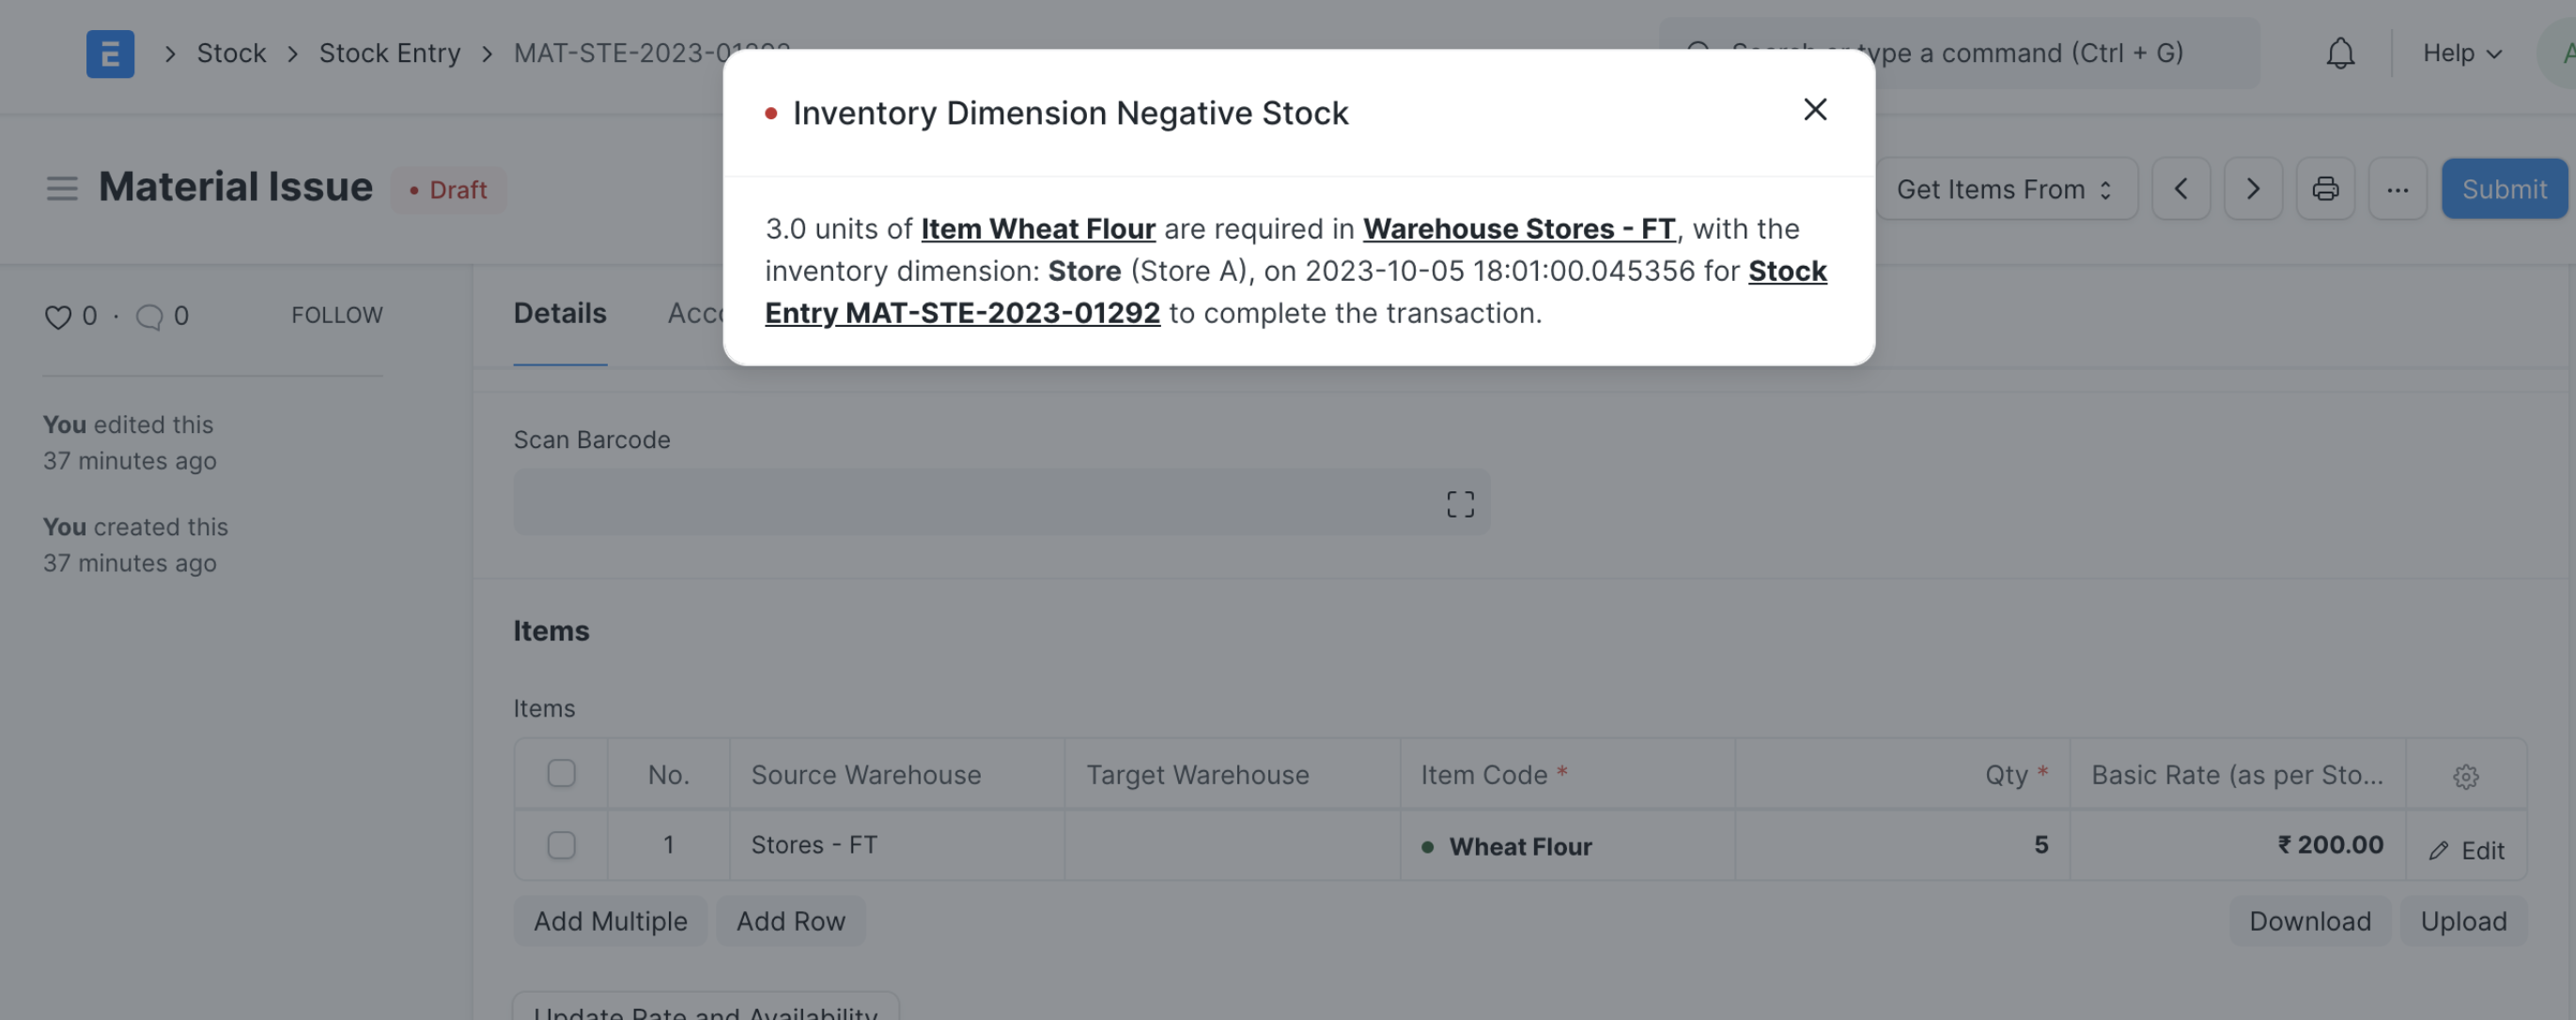 E
Stock
Stock Entry
MAT-STE-2023-01292
Search or type a command (Ctrl + G)
Help
A
Material Issue
Draft
Get Items From
Submit
Inventory Dimension Negative Stock
3.0 units of Item Wheat Flour are required in Warehouse Stores - FT, with the
inventory dimension: Store (Store A), on 2023-10-05 18:01:00.045356 for Stock
Entry MAT-STE-2023-01292 to complete the transaction.
0 · 0
FOLLOW
You edited this
37 minutes ago
You created this
37 minutes ago
Details
Scan Barcode
Items
Items
No. Source Warehouse Target Warehouse Item Code * Qty * Basic Rate (as per Sto...
1 Stores - FT Wheat Flour 5 ₹ 200.00 Edit
Add Multiple Add Row Download Upload
Update Rate and Availability